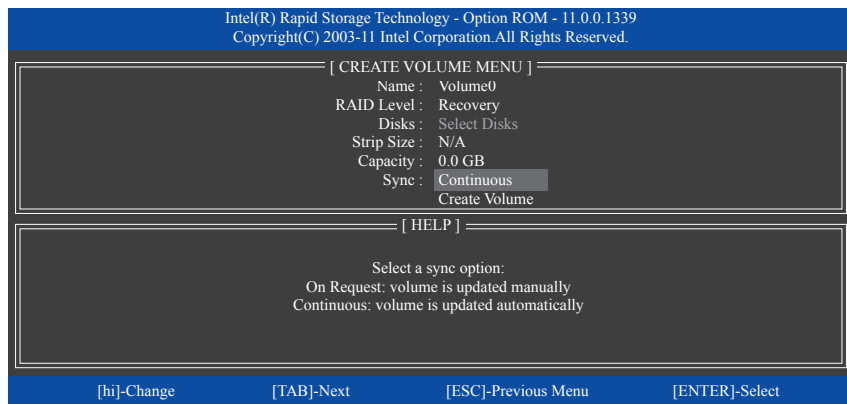 Intel(R) Rapid Storage Technology - Option ROM - 11.0.0.1339
Copyright(C) 2003-11 Intel Corporation.All Rights Reserved.
[ CREATE VOLUME MENU ]
Name : Volume0
RAID Level : Recovery
Disks : Select Disks
Strip Size : N/A
Capacity : 0.0 GB
Sync : Continuous
Create Volume
[ HELP ]
Select a sync option:
On Request: volume is updated manually
Continuous: volume is updated automatically
[hi]-Change [TAB]-Next [ESC]-Previous Menu [ENTER]-Select